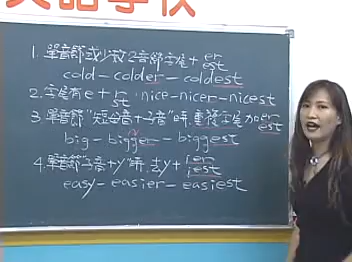 英語學校
1. 單音節或少數2音節字尾+er est
cold-colder-coldest
2. 字尾有e+r st, nice-nicer-nicest
3. 單音節"短母音+子音"時,重複字尾加er est
big-bigger-biggest
4. 單音節"子音+y"時,去y+ier iest
easy-easier-easiest